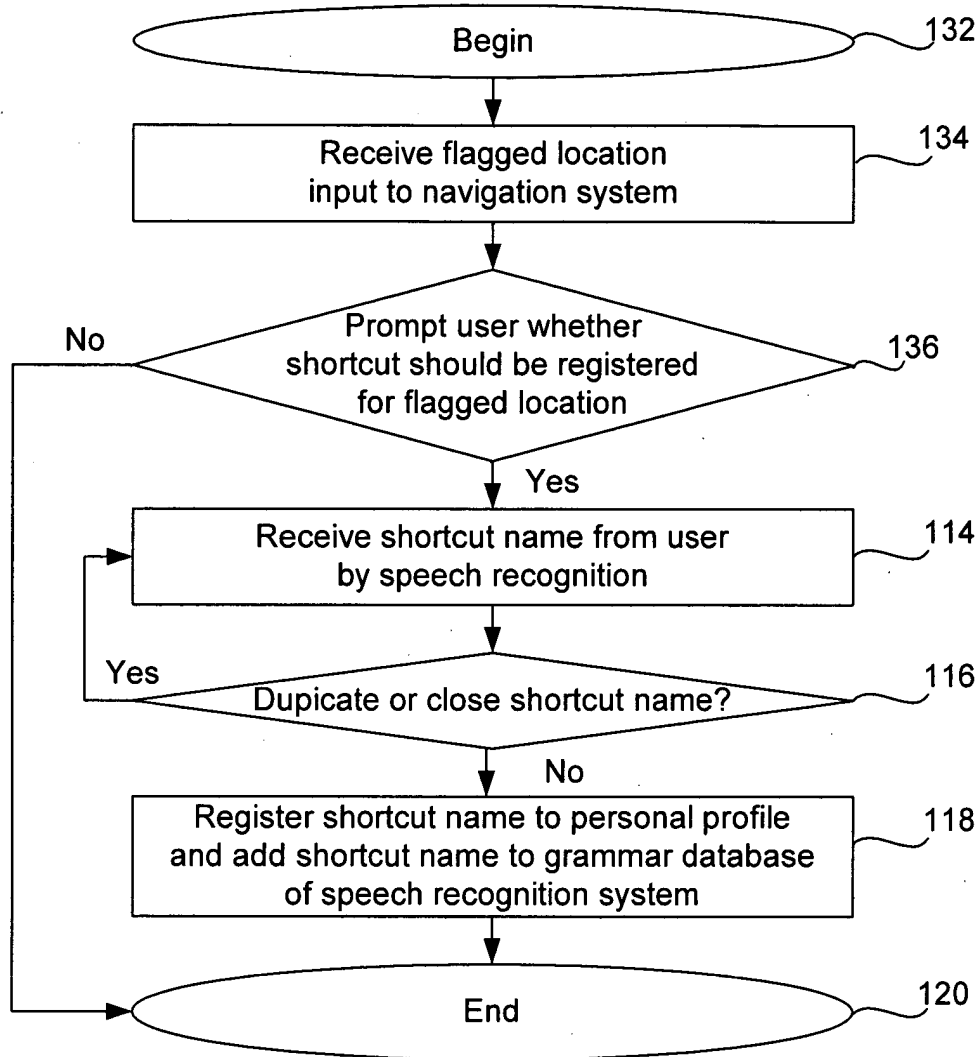 Begin
132
Receive flagged location
input to navigation system
134
Prompt user whether
shortcut should be registered
for flagged location
136
No
Yes
Receive shortcut name from user
by speech recognition
114
Dupicate or close shortcut name?
116
Yes
No
Register shortcut name to personal profile
and add shortcut name to grammar database
of speech recognition system
118
End
120